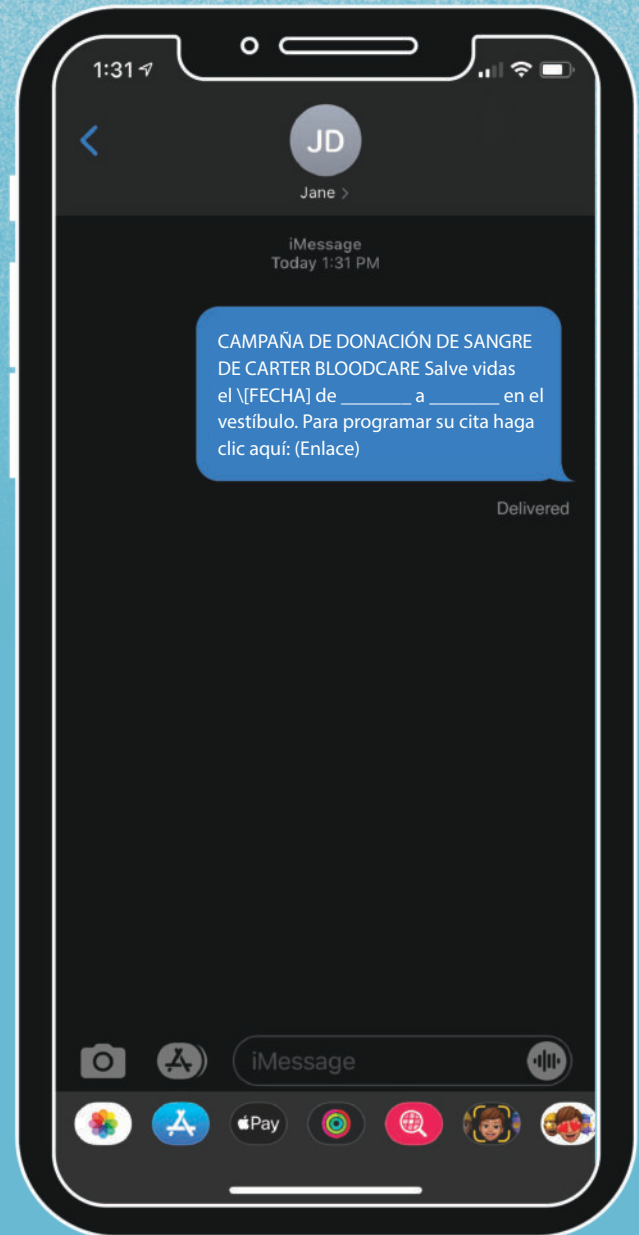 1:31
JD
Jane >
iMessage
Today 1:31 PM
CAMPAÑA DE DONACIÓN DE SANGRE
DE CARTER BLOODCARE Salve vidas
el \[FECHA] de _______ a _______ en el
vestíbulo. Para programar su cita haga
clic aquí: (Enlace)
Delivered
iMessage
Pay